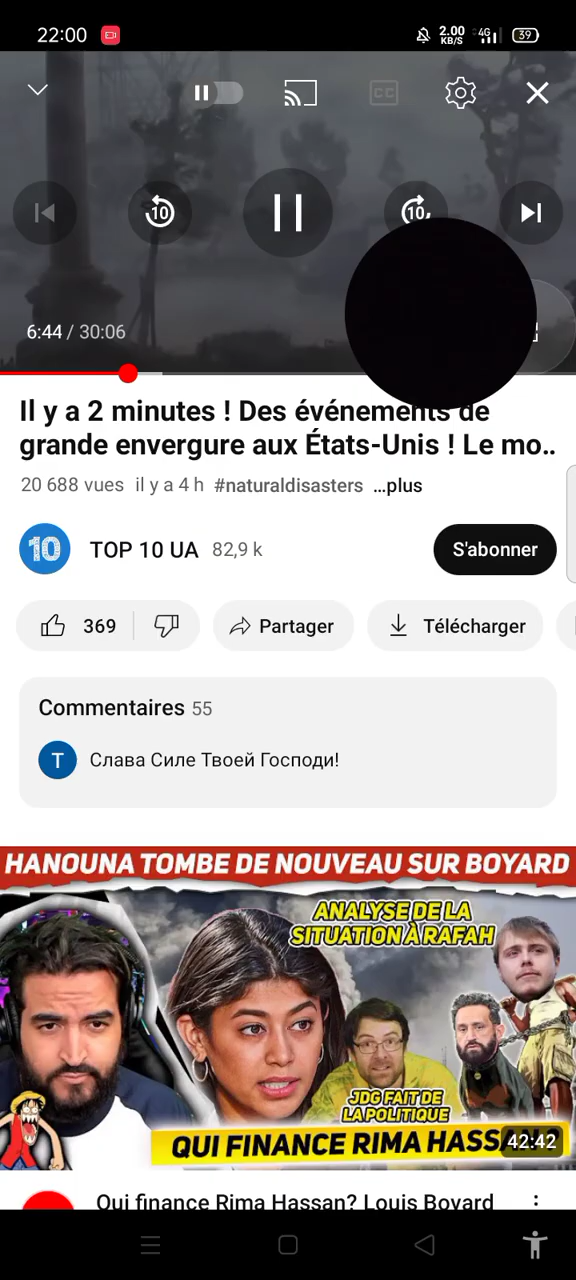 22:00
2.00
KB/S
4G
39
CC
10
10
6:44 / 30:06
Il y a 2 minutes ! Des événements de
grande envergure aux États-Unis ! Le mo..
20 688 vues il y a 4 h #naturaldisasters ...plus
10
TOP 10 UA 82,9 k
S'abonner
369
Partager
Télécharger
Commentaires 55
T
Слава Силе Твоей Господи!
HANOUNA TOMBE DE NOUVEAU SUR BOYARD
ANALYSE DE LA
SITUATION À RAFAH
JDG FAIT DE
LA POLITIQUE
QUI FINANCE RIMA HASSAN ?
42:42
Qui finance Rima Hassan? Louis Boyard